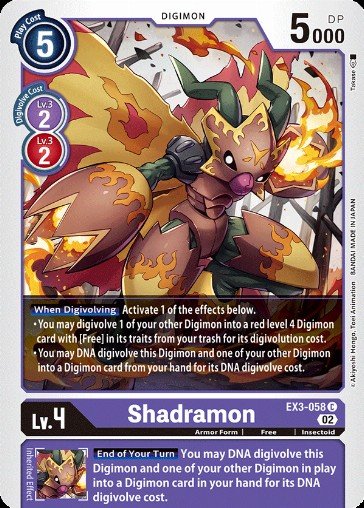 DIGIMON
Play Cost
5
5000 DP
Digivolve Cost
Lv.3
2
Lv.3
2
Takase
© Akiyoshi Hongo, Toei Animation BANDAI MADE IN JAPAN
When Digivolving Activate 1 of the effects below.
•You may digivolve 1 of your other Digimon into a red level 4 Digimon
card with [Free] in its traits from your trash for its digivolution cost.
•You may DNA digivolve this Digimon and one of your other Digimon
into a Digimon card from your hand for its DNA digivolve cost.
EX3-058 C
Lv.4
Shadramon
02
Armor Form | Free | Insectoid
Inherited Effect
End of Your Turn You may DNA digivolve this
Digimon and one of your other Digimon in play
into a Digimon card in your hand for its DNA
digivolve cost.